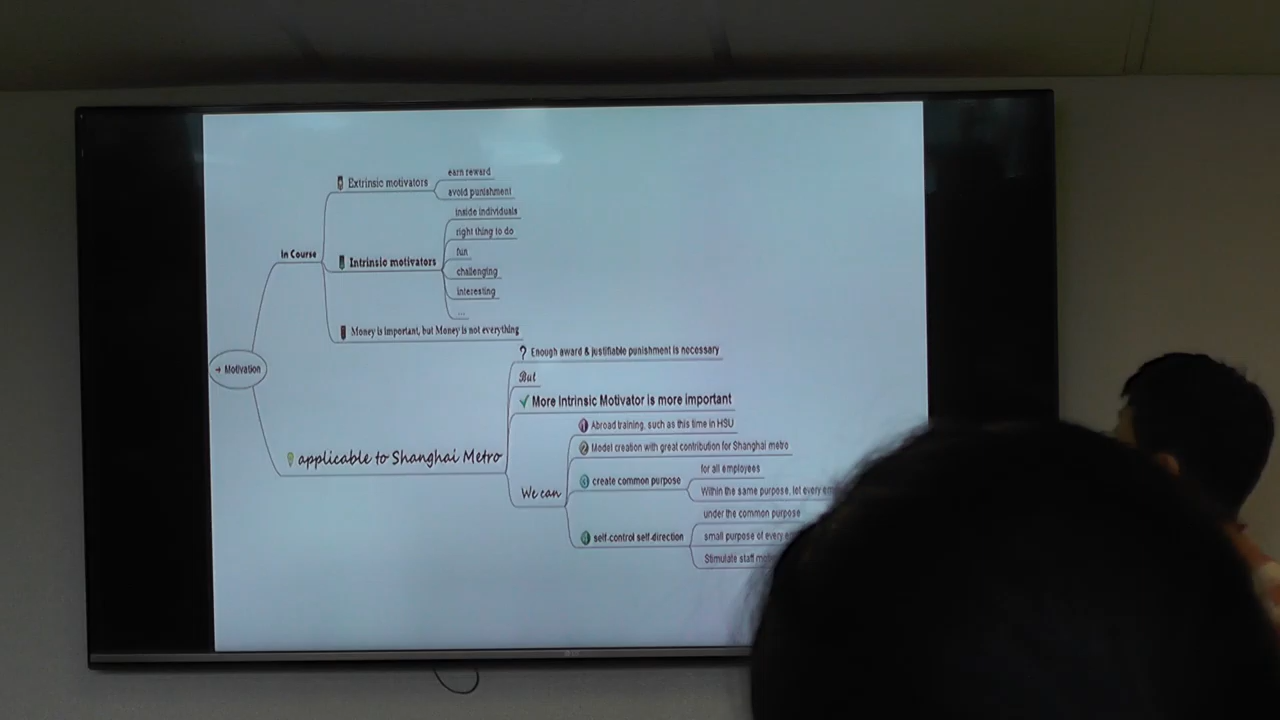 Motivation
In Course
Extrinsic motivators
earn reward
avoid punishment
Intrinsic motivators
inside individuals
right thing to do
fun
challenging
interesting
...
Money is important, but Money is not everything
applicable to Shanghai Metro
? Enough award & justifiable punishment is necessary
But
More Intrinsic Motivator is more important
We can
1 Abroad training, such as this time in HSU
2 Model creation with great contribution for Shanghai metro
3 create common purpose
for all employees
Within the same purpose, let every
4 self-control self-direction
under the common purpose
small purpose of every
Stimulate staff